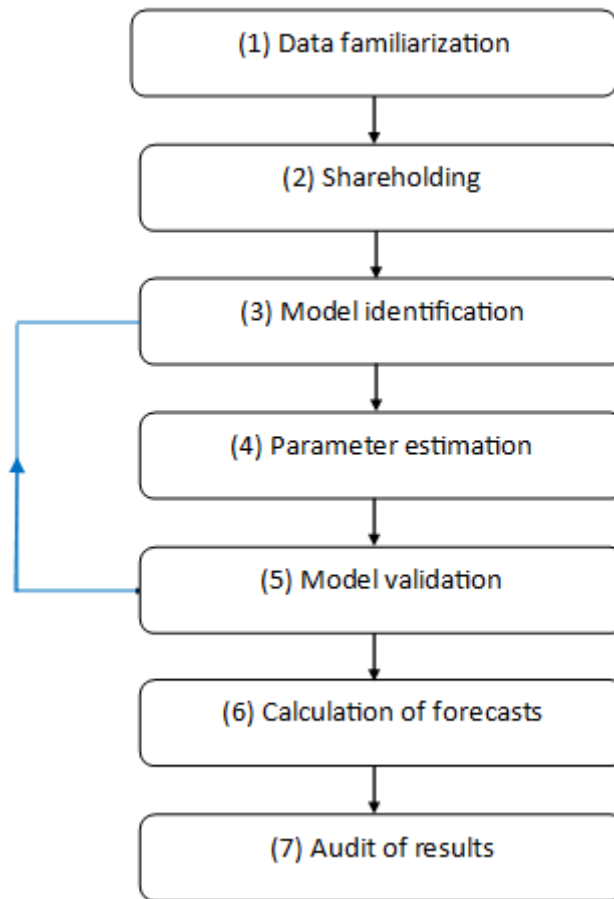 (1) Data familiarization
(2) Shareholding
(3) Model identification
(4) Parameter estimation
(5) Model validation
(6) Calculation of forecasts
(7) Audit of results